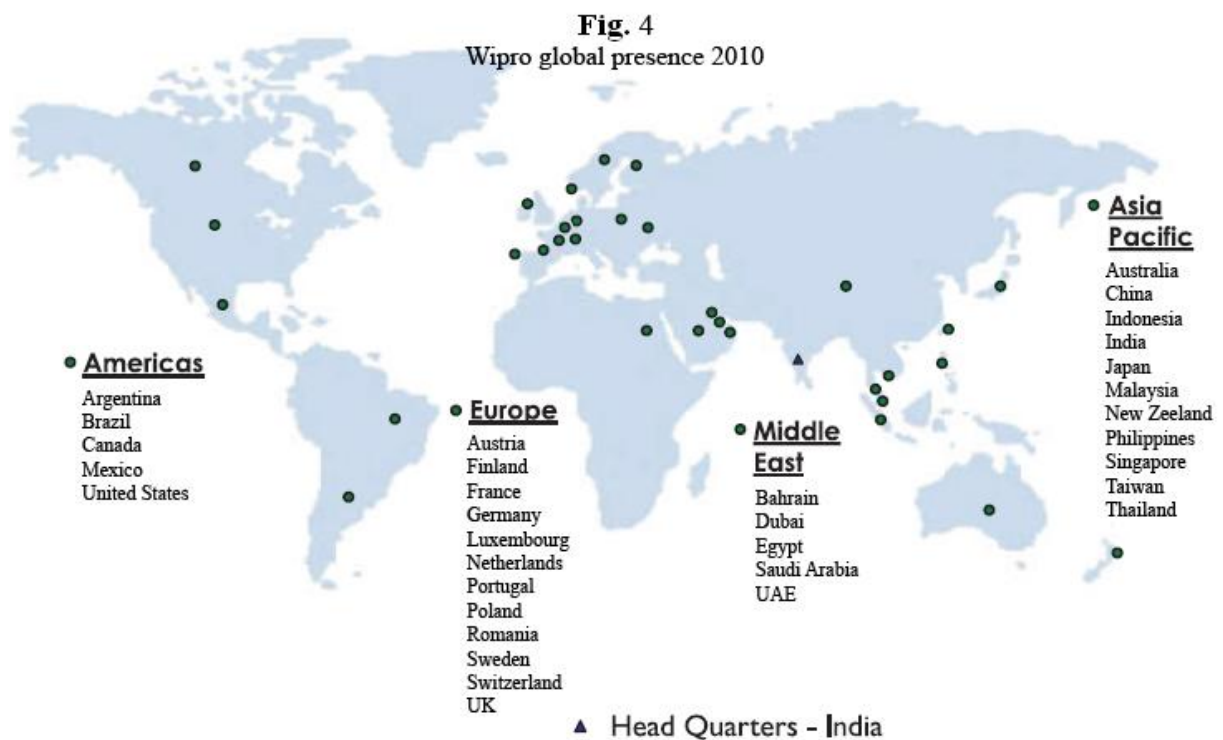 Fig. 4
Wipro global presence 2010
Americas
Argentina
Brazil
Canada
Mexico
United States
Europe
Austria
Finland
France
Germany
Luxembourg
Netherlands
Portugal
Poland
Romania
Sweden
Switzerland
UK
Middle
East
Bahrain
Dubai
Egypt
Saudi Arabia
UAE
Asia
Pacific
Australia
China
Indonesia
India
Japan
Malaysia
New Zeeland
Philippines
Singapore
Taiwan
Thailand
Head Quarters - India